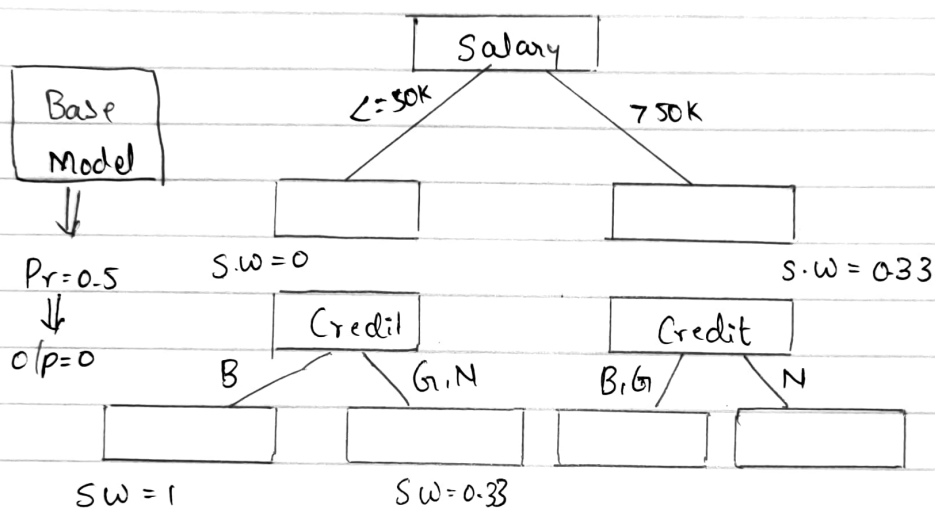 Salary
<=50K
>50K
Base
Model
S.W=0
S.W = 0.33
Pr=0.5
Credit
Credit
O/p=0
B
G,N
B,G
N
SW = 1
SW=0.33